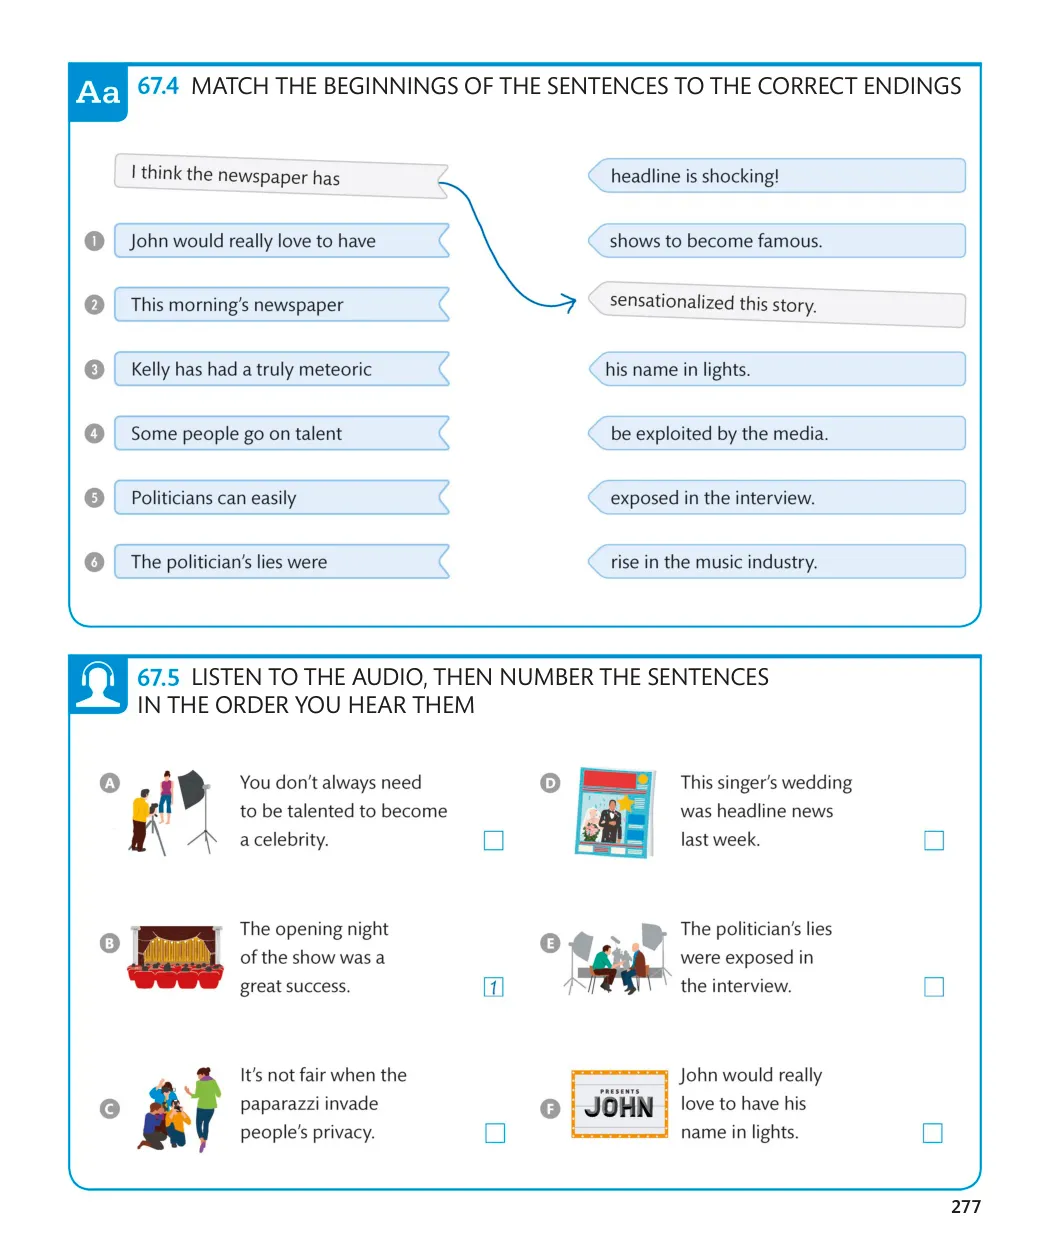 Aa 67.4 MATCH THE BEGINNINGS OF THE SENTENCES TO THE CORRECT ENDINGS
I think the newspaper has
headline is shocking!
1 John would really love to have
shows to become famous.
2 This morning’s newspaper
sensationalized this story.
3 Kelly has had a truly meteoric
his name in lights.
4 Some people go on talent
be exploited by the media.
5 Politicians can easily
exposed in the interview.
6 The politician’s lies were
rise in the music industry.
67.5 LISTEN TO THE AUDIO, THEN NUMBER THE SENTENCES
IN THE ORDER YOU HEAR THEM
A You don’t always need
to be talented to become
a celebrity.
D This singer’s wedding
was headline news
last week.
B The opening night
of the show was a
great success.
1
E The politician’s lies
were exposed in
the interview.
C It’s not fair when the
paparazzi invade
people’s privacy.
PRESENTS
JOHN
F John would really
love to have his
name in lights.
277